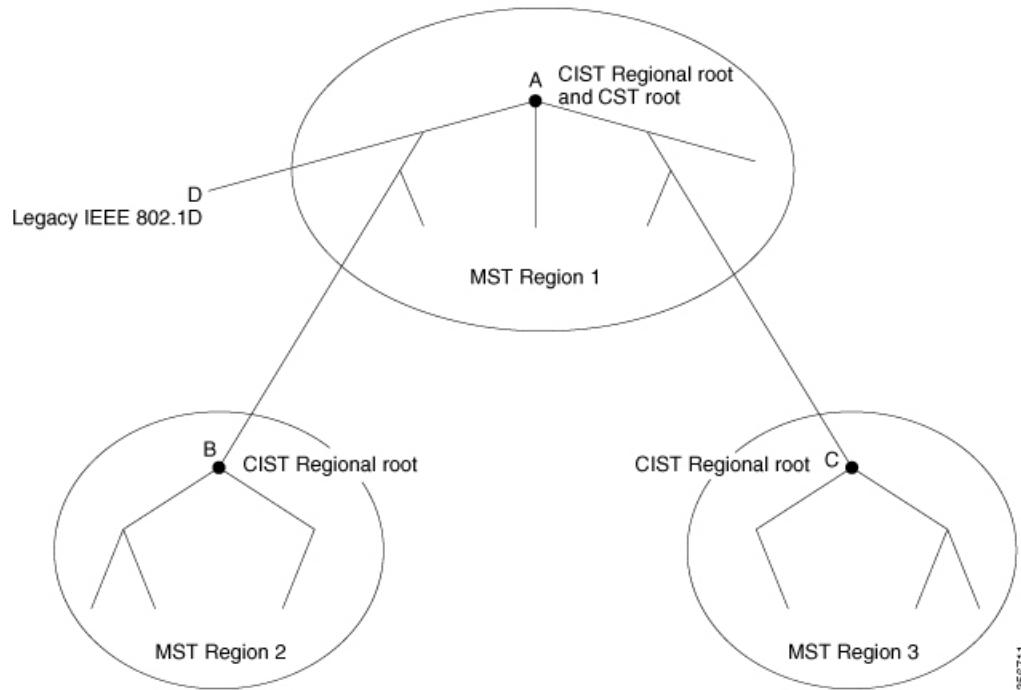 A
CIST Regional root
and CST root
D
Legacy IEEE 802.1D
MST Region 1
B
CIST Regional root
CIST Regional root
C
MST Region 2
MST Region 3